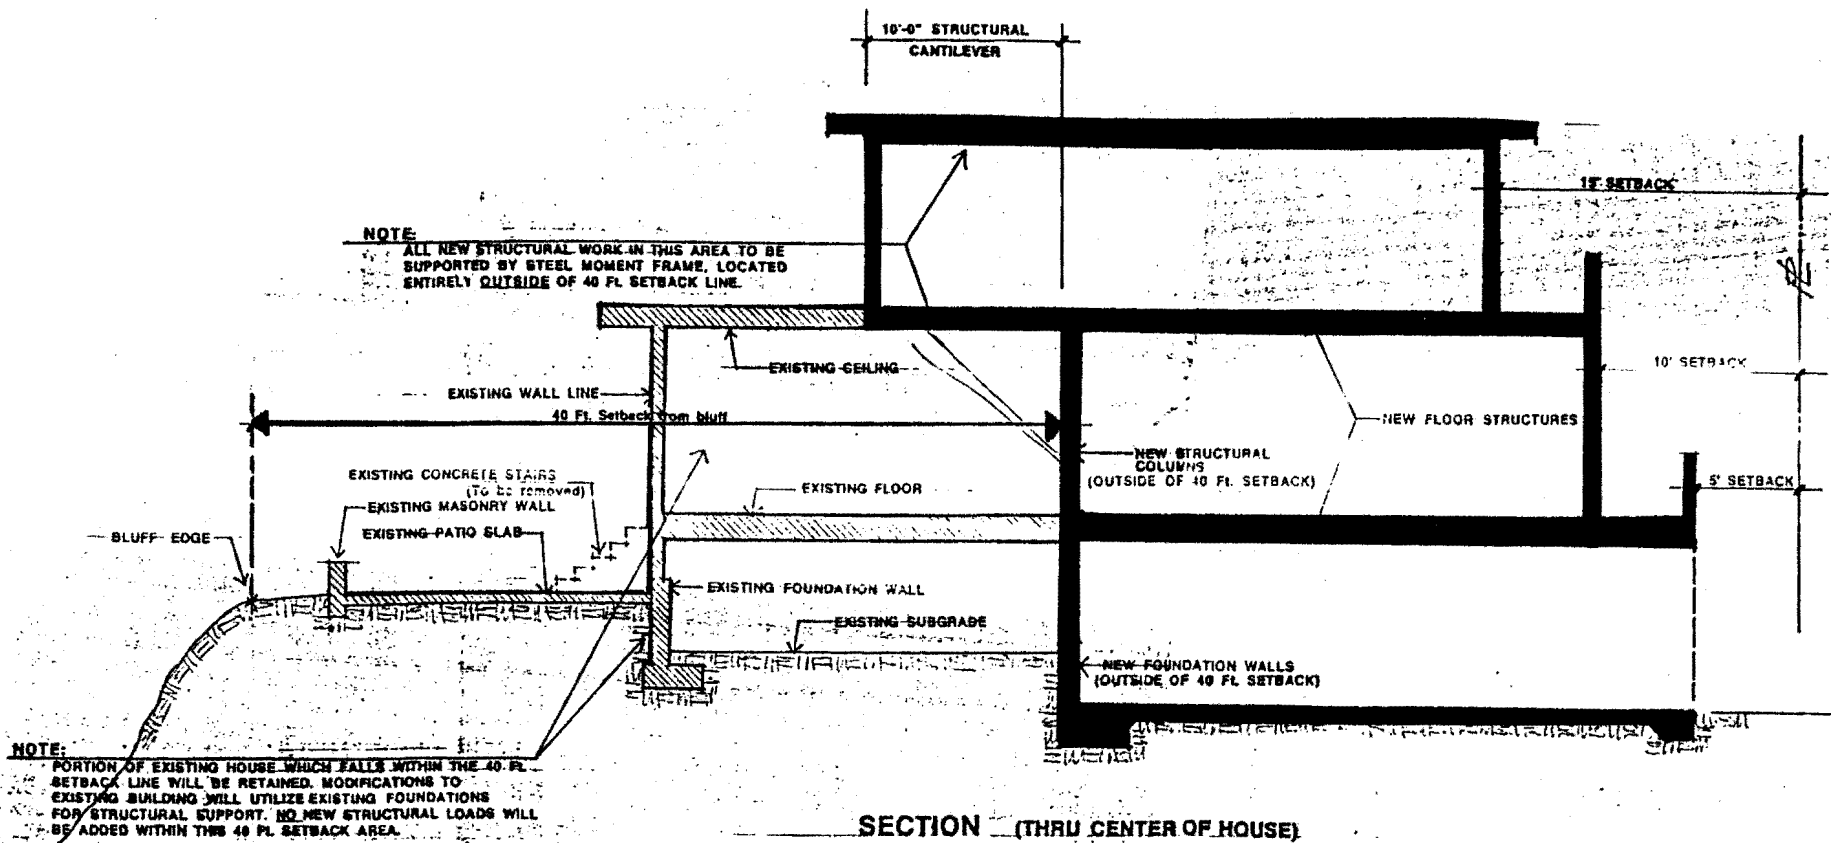 10'-0" STRUCTURAL
CANTILEVER
15' SETBACK
NOTE:
ALL NEW STRUCTURAL WORK IN THIS AREA TO BE
SUPPORTED BY STEEL MOMENT FRAME, LOCATED
ENTIRELY OUTSIDE OF 40 Ft. SETBACK LINE.
EXISTING CEILING
10' SETBACK
EXISTING WALL LINE
40 Ft. Setback from bluff
NEW FLOOR STRUCTURES
NEW STRUCTURAL
COLUMNS
(OUTSIDE OF 40 Ft. SETBACK)
EXISTING CONCRETE STAIRS
(To be removed)
EXISTING MASONRY WALL
EXISTING FLOOR
5' SETBACK
BLUFF EDGE
EXISTING PATIO SLAB
EXISTING FOUNDATION WALL
EXISTING SUBGRADE
NEW FOUNDATION WALLS
(OUTSIDE OF 40 Ft. SETBACK)
NOTE:
PORTION OF EXISTING HOUSE WHICH FALLS WITHIN THE 40 Ft.
SETBACK LINE WILL BE RETAINED. MODIFICATIONS TO
EXISTING BUILDING WILL UTILIZE EXISTING FOUNDATIONS
FOR STRUCTURAL SUPPORT. NO NEW STRUCTURAL LOADS WILL
BE ADDED WITHIN THIS 40 Ft. SETBACK AREA.
SECTION (THRU CENTER OF HOUSE)